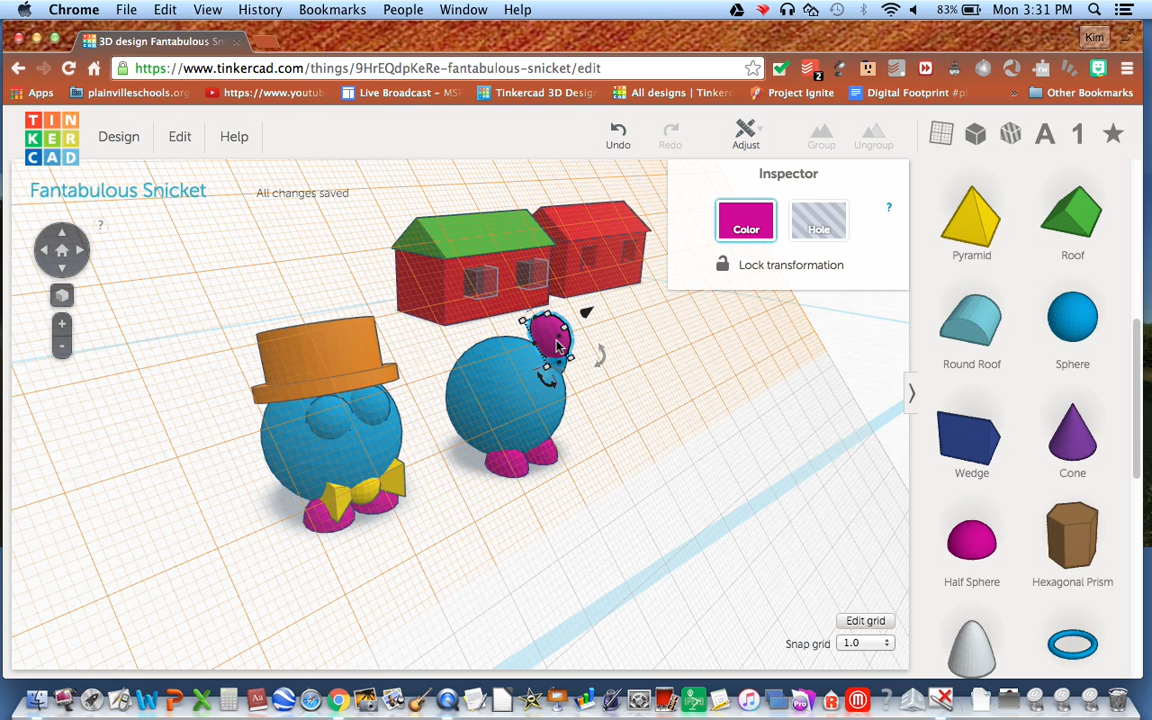 Chrome File Edit View History Bookmarks People Window Help 83% Mon 3:31 PM
3D design Fantabulous Sn Kim
https://www.tinkercad.com/things/9HrEQdpKeRe-fantabulous-snicket/edit 2
Apps plainvilleschools.org https://www.youtub Live Broadcast - MSP Tinkercad 3D Design All designs | Tinkerc Project Ignite Digital Footprint #pl » Other Bookmarks
TIN
KER
CAD
Design Edit Help Undo Redo Adjust Group Ungroup A 1
Fantabulous Snicket All changes saved
?
Inspector
Color Hole ?
Lock transformation
+
-
Pyramid Roof
Round Roof Sphere
Wedge Cone
Half Sphere Hexagonal Prism
Edit grid
Snap grid 1.0